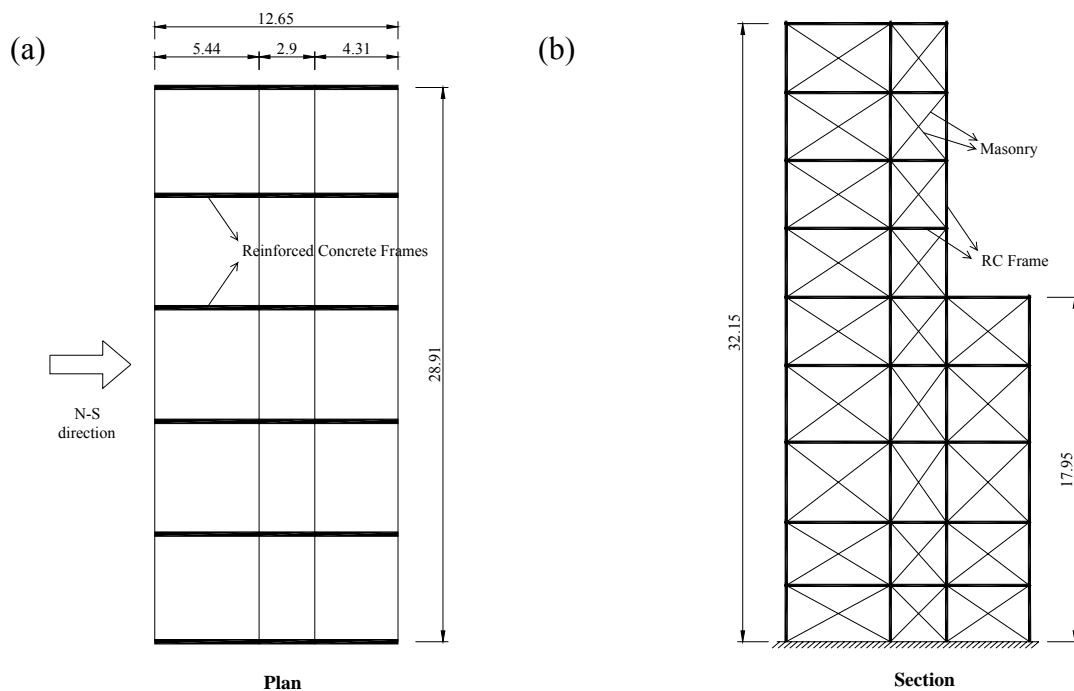 (a)
12.65
5.44
2.9
4.31
Reinforced Concrete Frames
28.91
N-S
direction
Plan
(b)
32.15
Masonry
RC Frame
17.95
Section